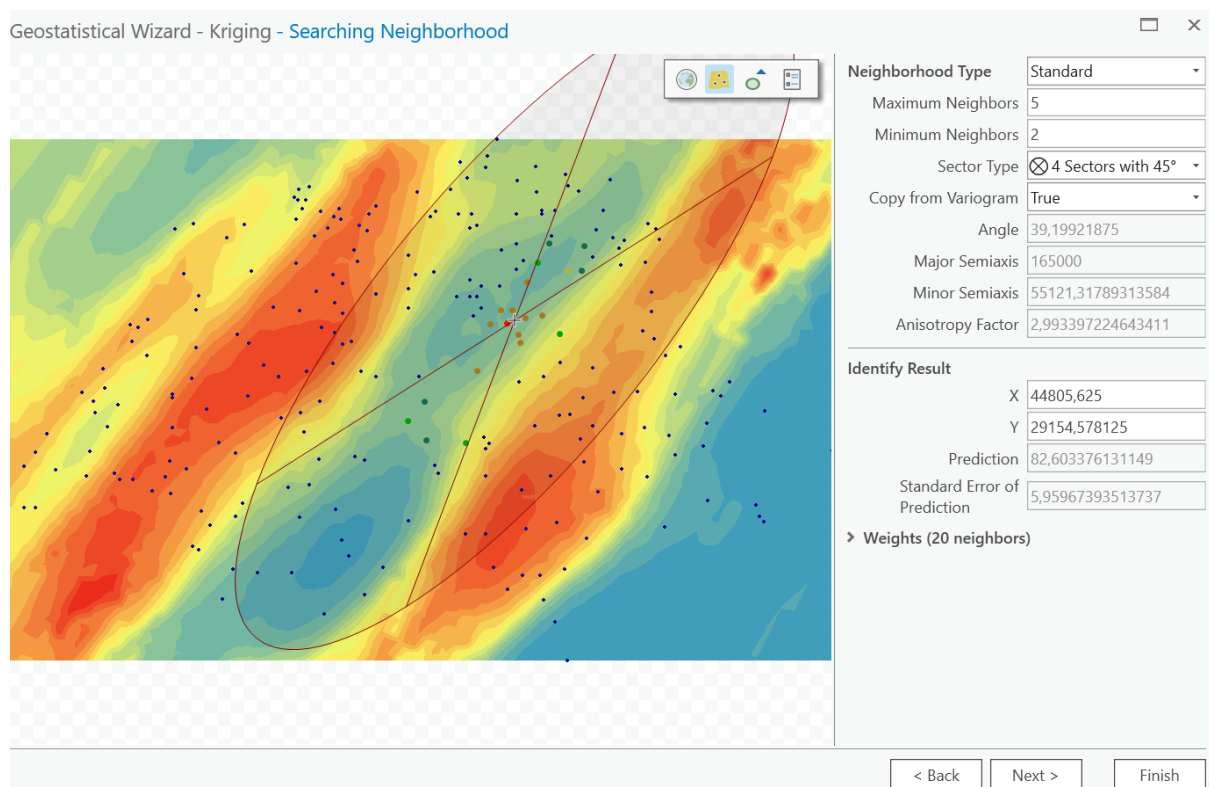 Geostatistical Wizard - Kriging - Searching Neighborhood
Neighborhood Type Standard
Maximum Neighbors 5
Minimum Neighbors 2
Sector Type 4 Sectors with 45°
Copy from Variogram True
Angle 39,19921875
Major Semiaxis 165000
Minor Semiaxis 55121,31789313584
Anisotropy Factor 2,993397224643411
Identify Result
X 44805,625
Y 29154,578125
Prediction 82,603376131149
Standard Error of
Prediction 5,95967393513737
Weights (20 neighbors)
< Back Next > Finish